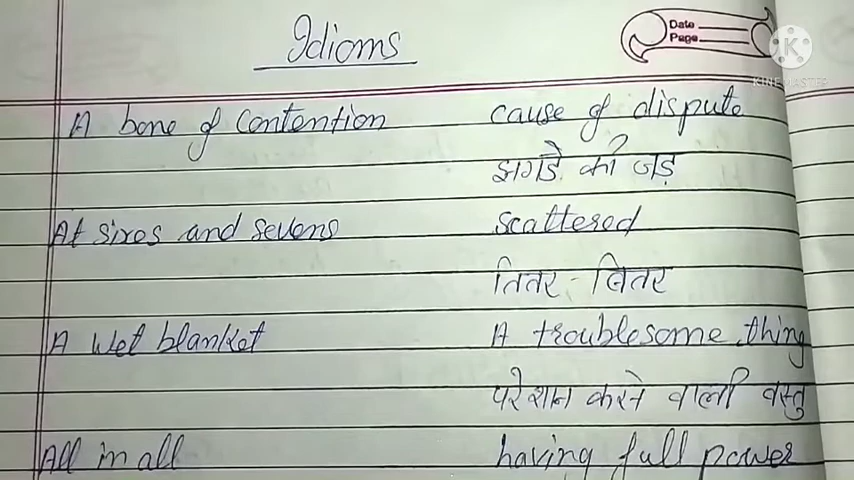 Idioms
Date
Page
KINEMASTER
A bone of contention cause of dispute
झगडे की जड़
At sixes and sevens scattered
तितर-बितर
A wet blanket A troublesome thing
परेशान करने वाली वस्तु
All in all having full power